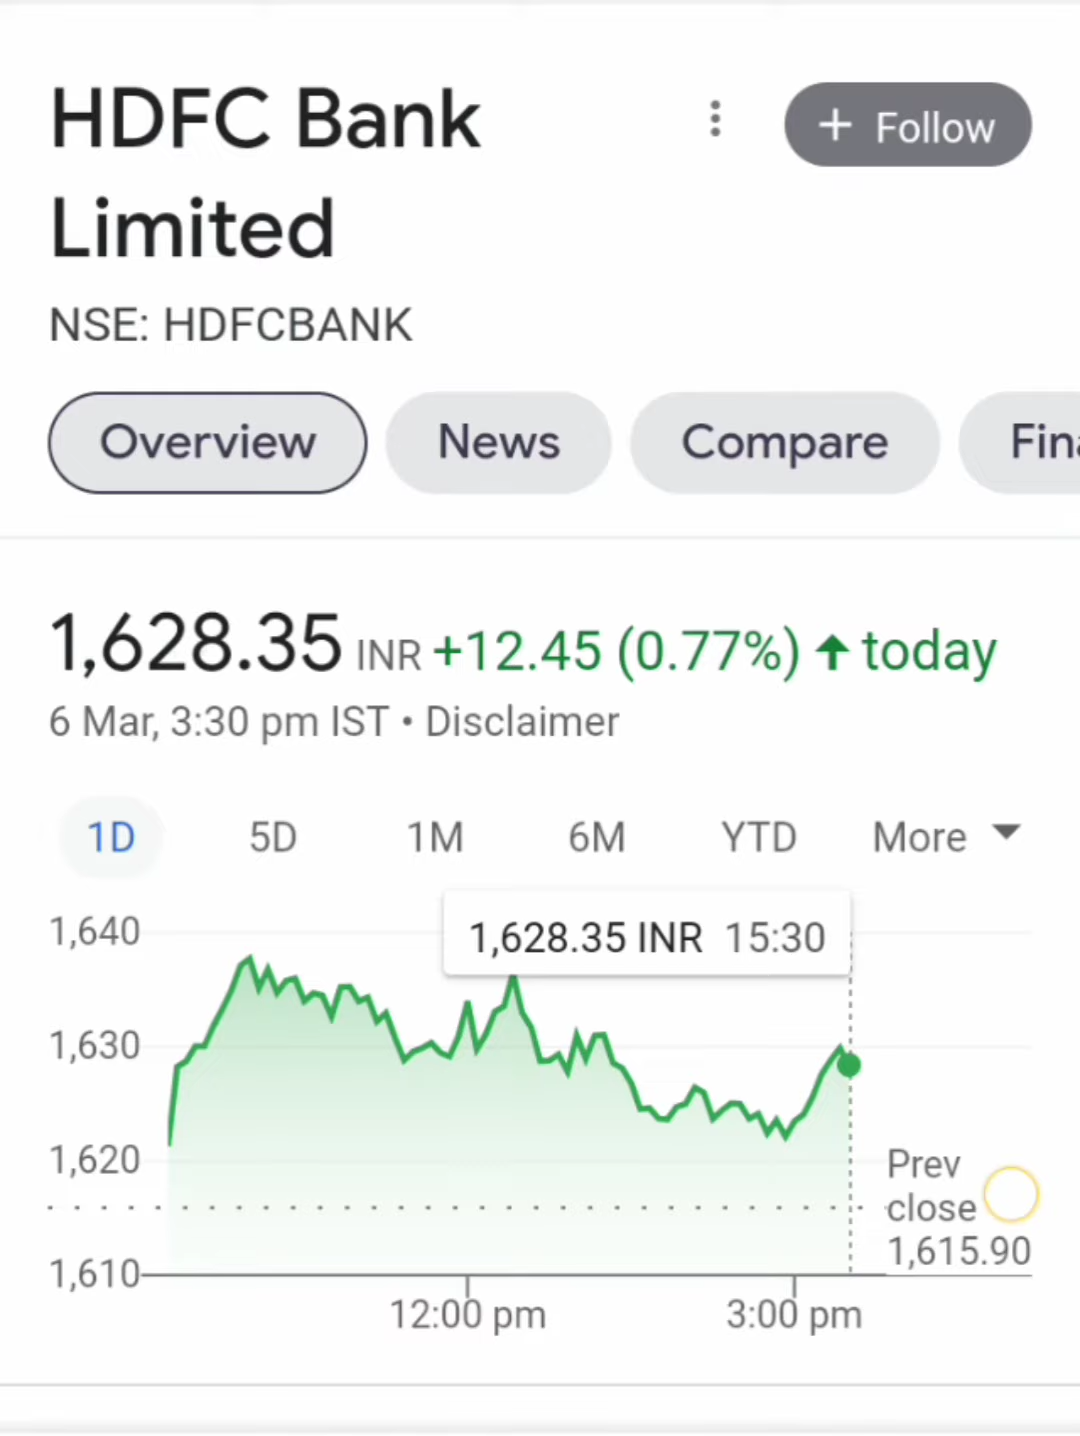 HDFC Bank
Limited
+ Follow
NSE: HDFCBANK
Overview News Compare Fina
1,628.35 INR +12.45 (0.77%) ↑ today
6 Mar, 3:30 pm IST • Disclaimer
1D 5D 1M 6M YTD More
1,640
1,628.35 INR 15:30
1,630
1,620
Prev
close
1,615.90
1,610
12:00 pm 3:00 pm